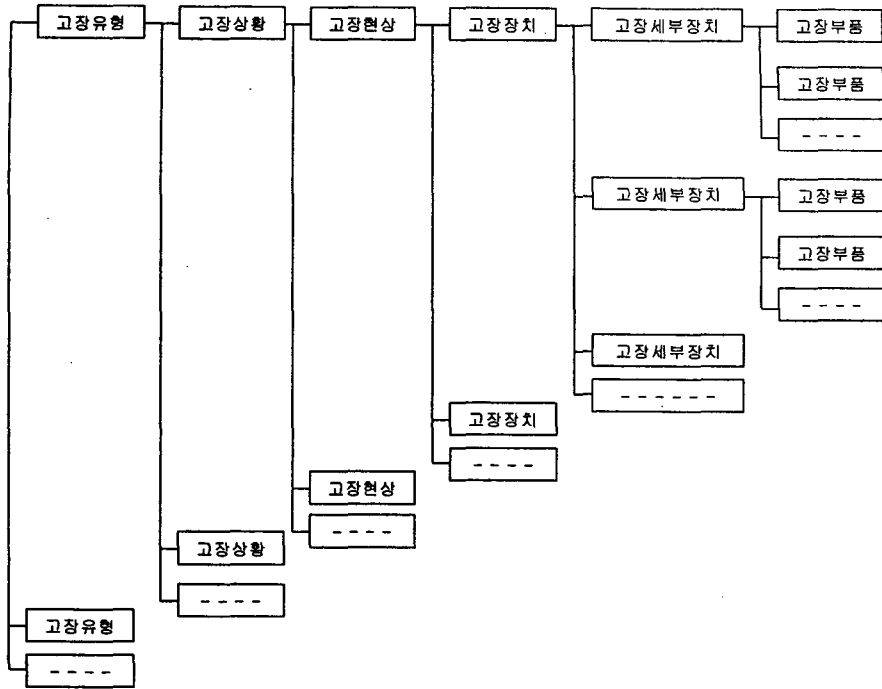 고장유형 고장상황 고장현상 고장장치 고장세부장치 고장부품
고장부품
- - - -
고장세부장치 고장부품
고장부품
- - - -
고장세부장치
- - - - - -
고장장치
- - - -
고장현상
- - - -
고장상황
- - - -
고장유형
- - - -